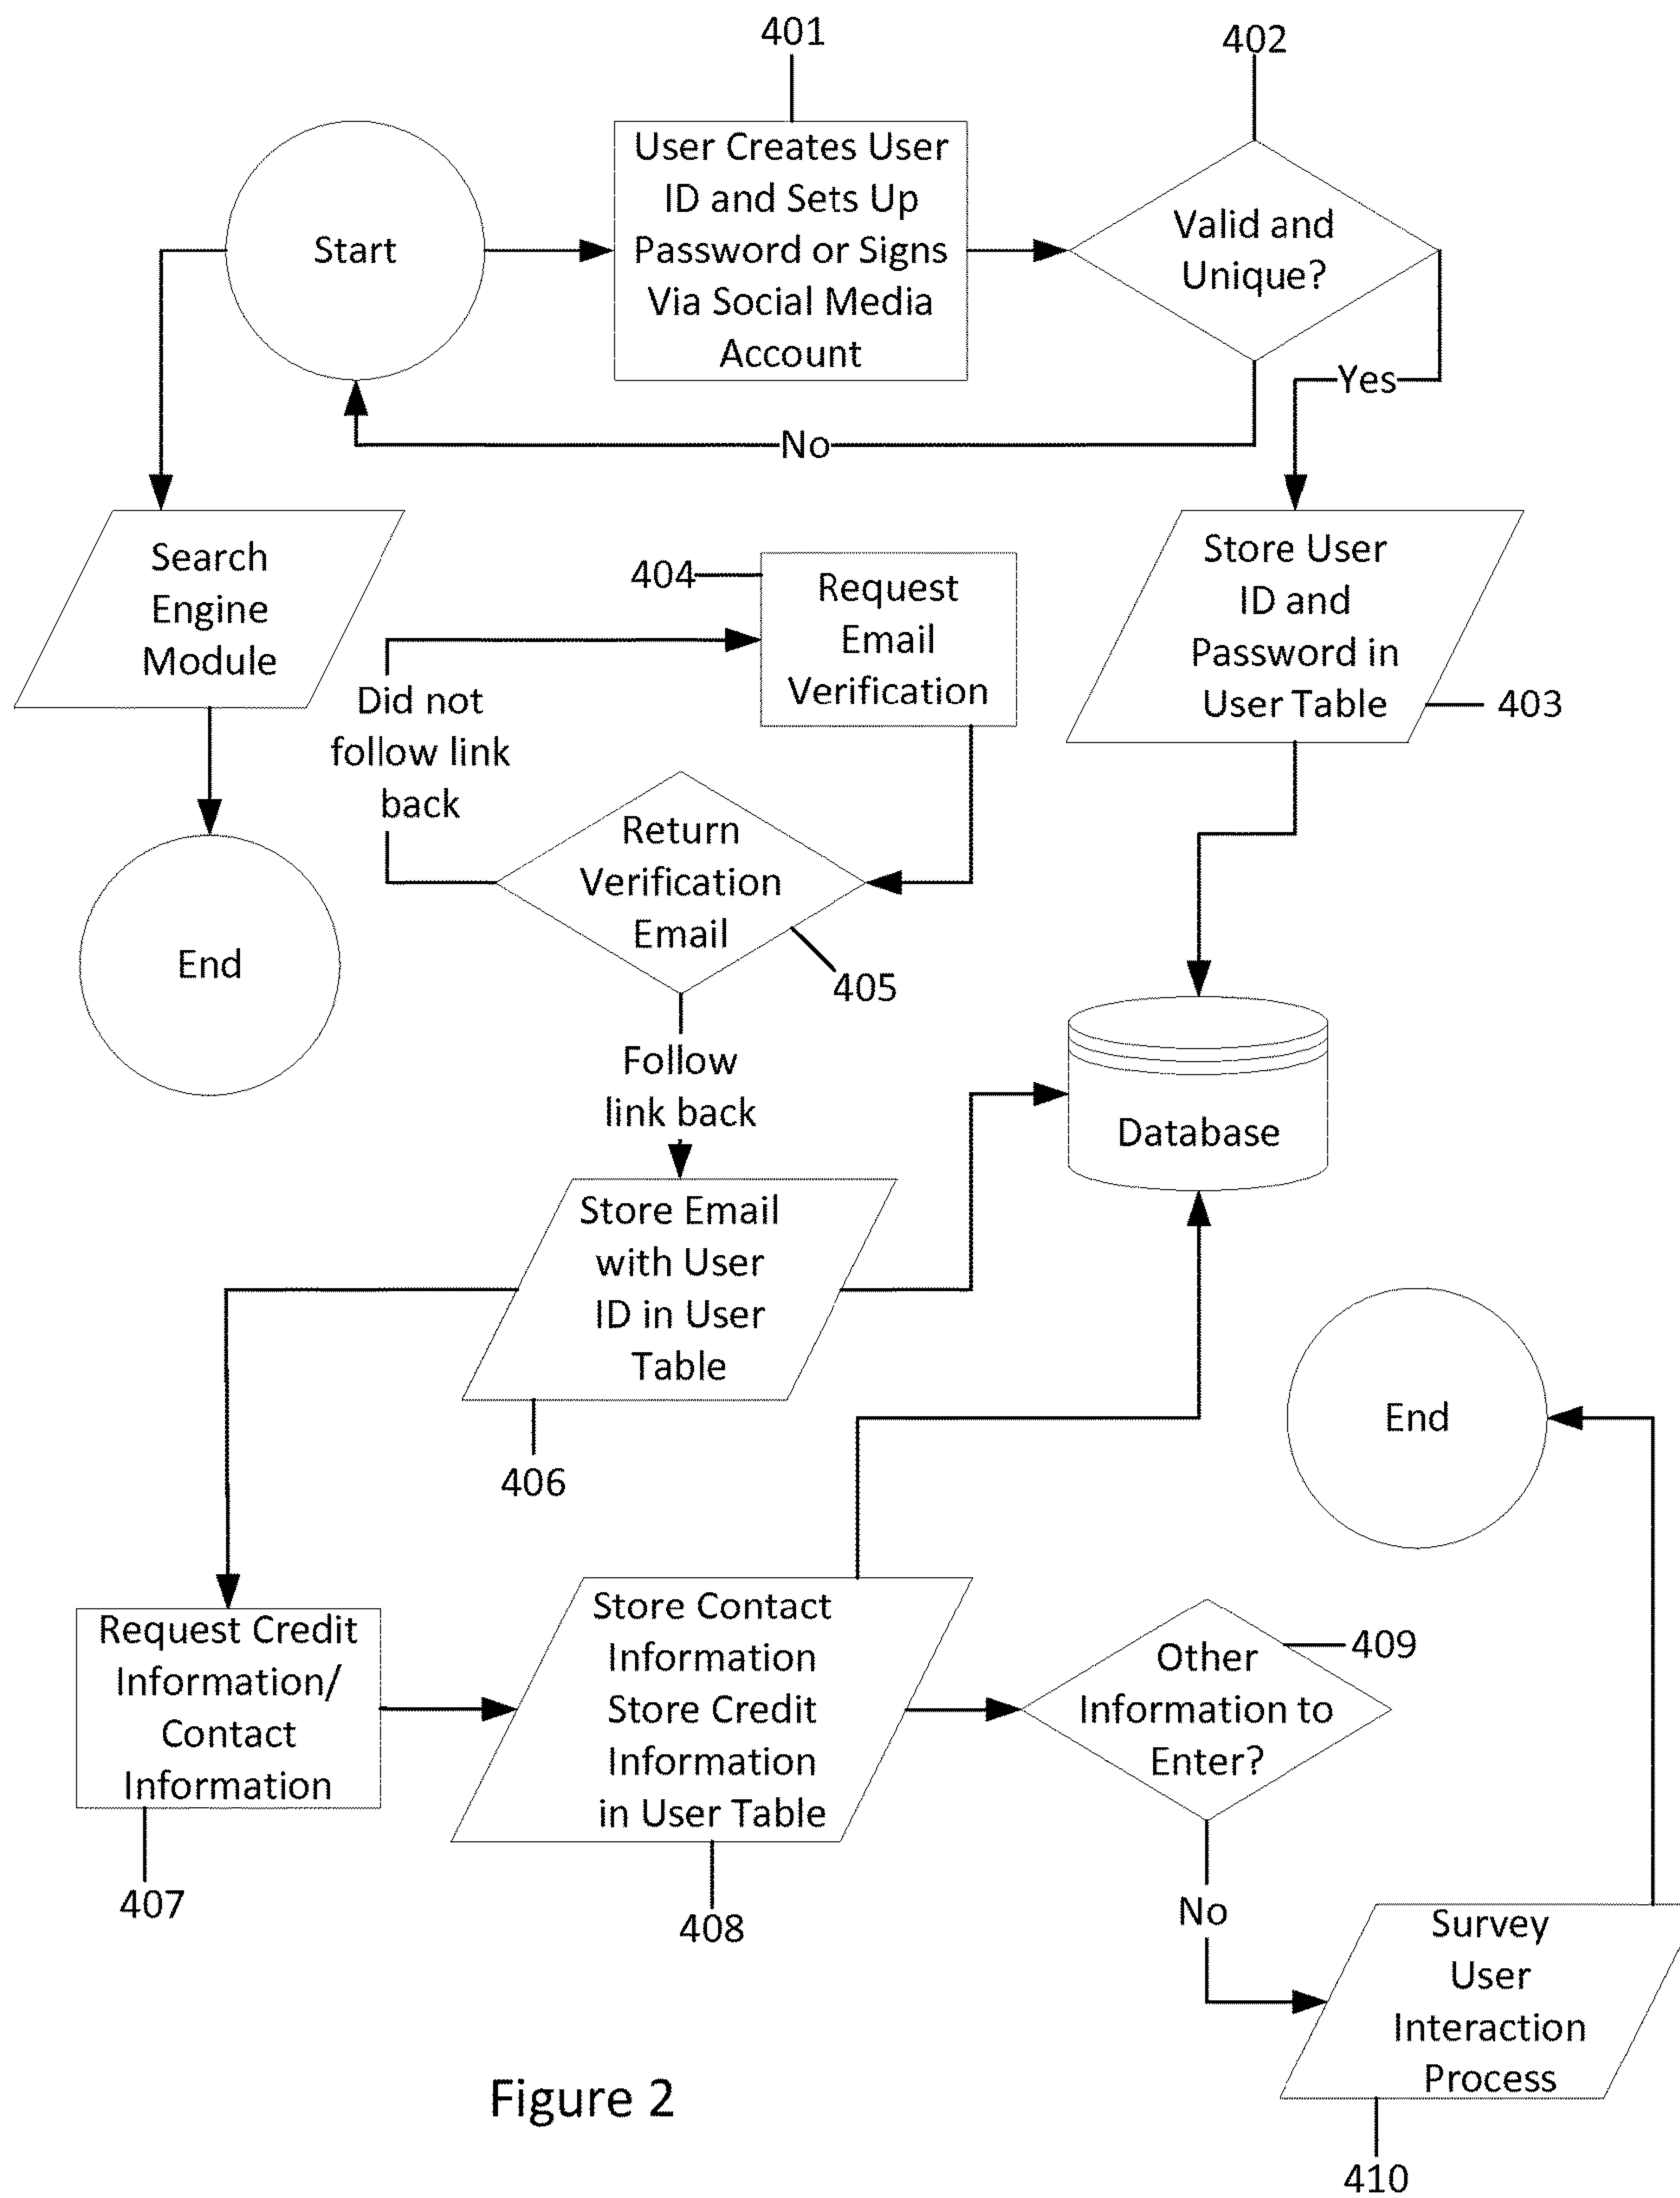 401
402
Start
User Creates User
ID and Sets Up
Password or Signs
Via Social Media
Account
Valid and
Unique?
Yes
No
Search
Engine
Module
404
Request
Email
Verification
Store User
ID and
Password in
User Table
403
Did not
follow link
back
Return
Verification
Email
405
End
Follow
link back
Database
Store Email
with User
ID in User
Table
406
End
Request Credit
Information/
Contact
Information
407
Store Contact
Information
Store Credit
Information
in User Table
408
Other
Information to
Enter?
409
No
Survey
User
Interaction
Process
410
Figure 2